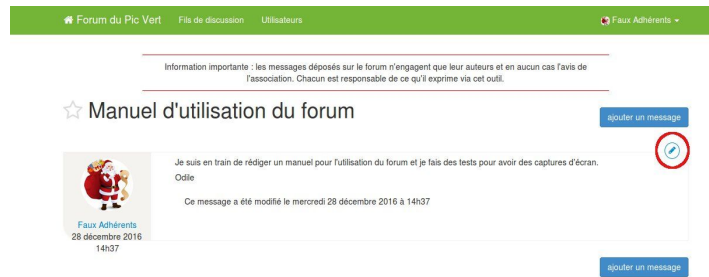 Forum du Pic Vert Fils de discussion Utilisateurs Faux Adhérents
Information importante : les messages déposés sur le forum n'engagent que leur auteurs et en aucun cas l'avis de
l'association. Chacun est responsable de ce qu'il exprime via cet outil.
Manuel d'utilisation du forum
ajouter un message
Je suis en train de rédiger un manuel pour l'utilisation du forum et je fais des tests pour avoir des captures d'écran.
Odile
Ce message a été modifié le mercredi 28 décembre 2016 à 14h37
Faux Adhérents
28 décembre 2016
14h37
ajouter un message